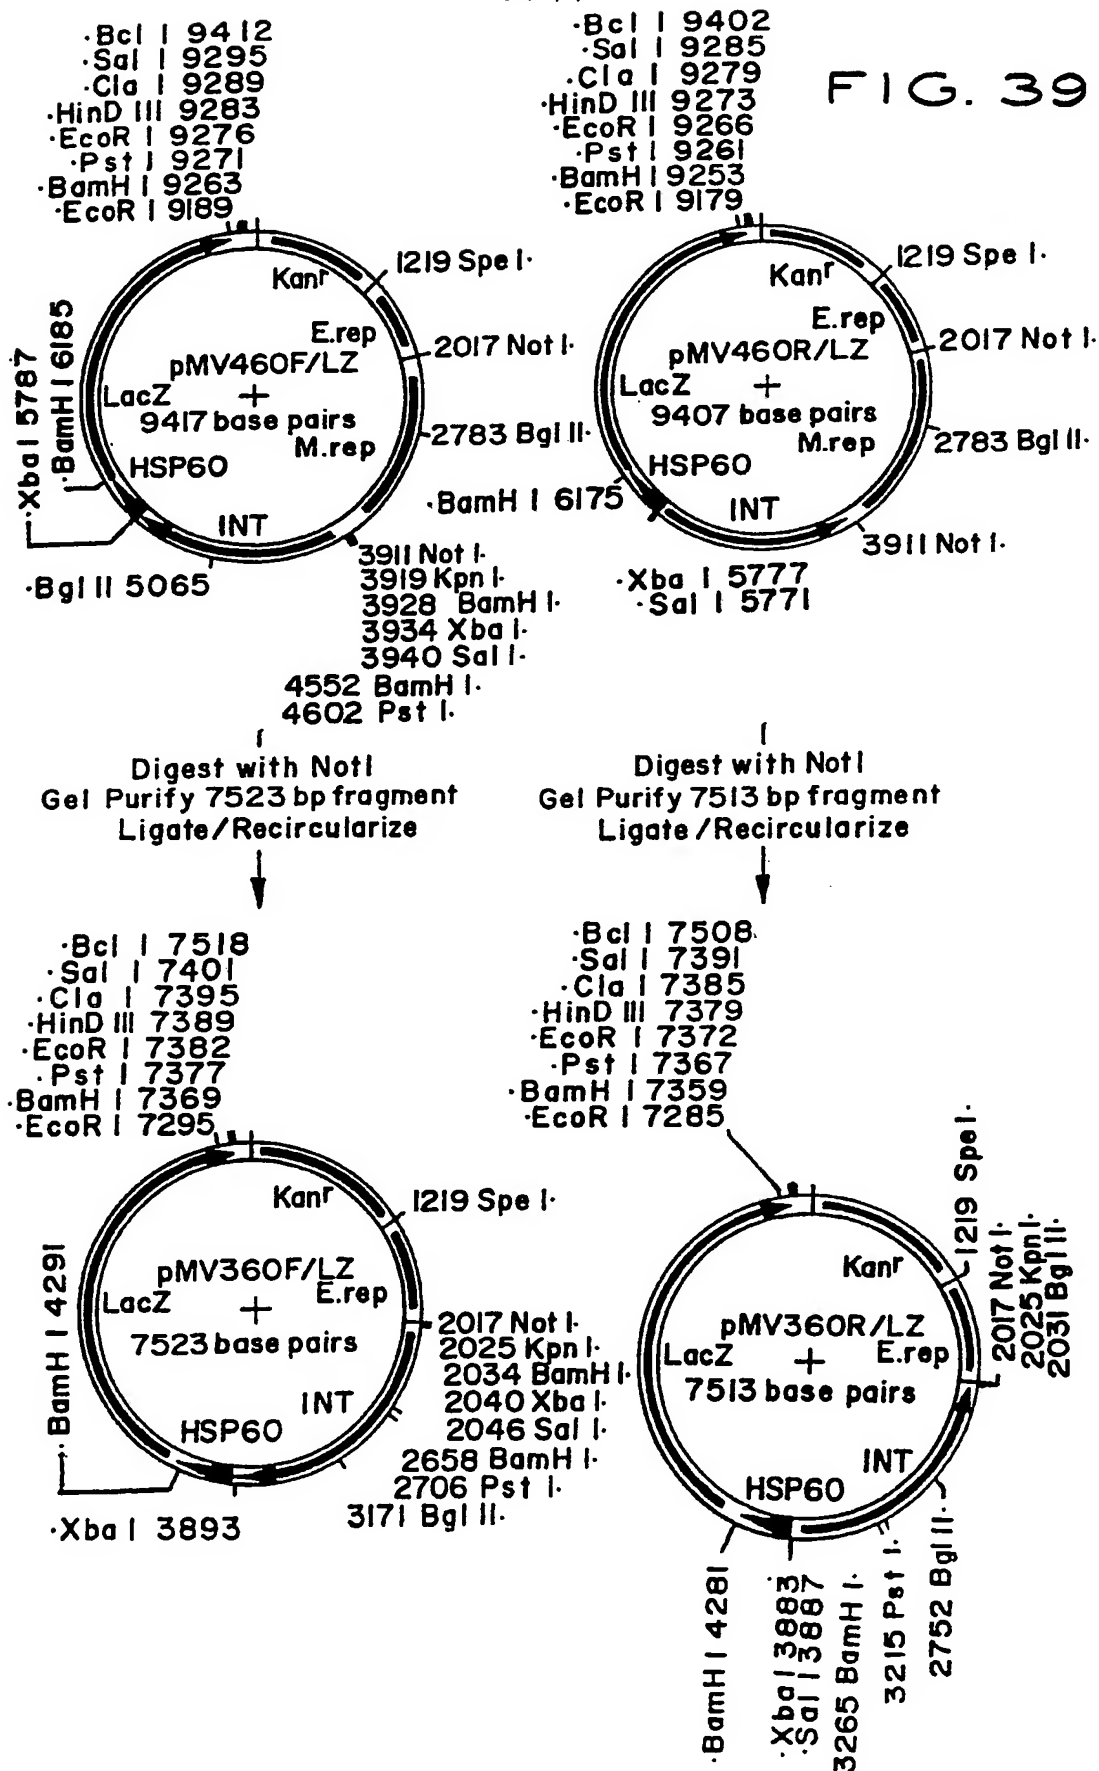 FIG. 39
·Bcl I 9412
·Sal I 9295
·Cla I 9289
·HinD III 9283
·EcoR I 9276
·Pst I 9271
·BamH I 9263
·EcoR I 9189
1219 Spe I·
2017 Not I·
2783 Bgl II·
3911 Not I·
3919 Kpn I·
3928 BamH I·
3934 Xba I·
3940 Sal I·
4552 BamH I·
4602 Pst I·
·Bgl II 5065
·Xba I 5787
·BamH I 6185
Kanr
E.rep
pMV460F/LZ
LacZ +
9417 base pairs
M.rep
HSP60
INT
·Bcl I 9402
·Sal I 9285
·Cla I 9279
·HinD III 9273
·EcoR I 9266
·Pst I 9261
·BamH I 9253
·EcoR I 9179
1219 Spe I·
2017 Not I·
2783 Bgl II·
3911 Not I·
·Xba I 5777
·Sal I 5771
·BamH I 6175
Kanr
E.rep
pMV460R/LZ
LacZ +
9407 base pairs
M.rep
HSP60
INT
Digest with NotI
Gel Purify 7523 bp fragment
Ligate/Recircularize
Digest with NotI
Gel Purify 7513 bp fragment
Ligate/Recircularize
·Bcl I 7518
·Sal I 7401
·Cla I 7395
·HinD III 7389
·EcoR I 7382
·Pst I 7377
·BamH I 7369
·EcoR I 7295
1219 Spe I·
2017 Not I·
2025 Kpn I·
2034 BamH I·
2040 Xba I·
2046 Sal I·
2658 BamH I·
2706 Pst I·
3171 Bgl II·
·Xba I 3893
·BamH I 4291
Kanr
pMV360F/LZ
LacZ + E.rep
7523 base pairs
INT
HSP60
·Bcl I 7508
·Sal I 7391
·Cla I 7385
·HinD III 7379
·EcoR I 7372
·Pst I 7367
·BamH I 7359
·EcoR I 7285
1219 Spe I·
2017 Not I·
2025 Kpn I·
2031 Bgl II·
2752 Bgl II·
3215 Pst I·
3265 BamH I·
·Sal I 3887
·Xba I 3883
·BamH I 4281
Kanr
pMV360R/LZ
LacZ + E.rep
7513 base pairs
INT
HSP60